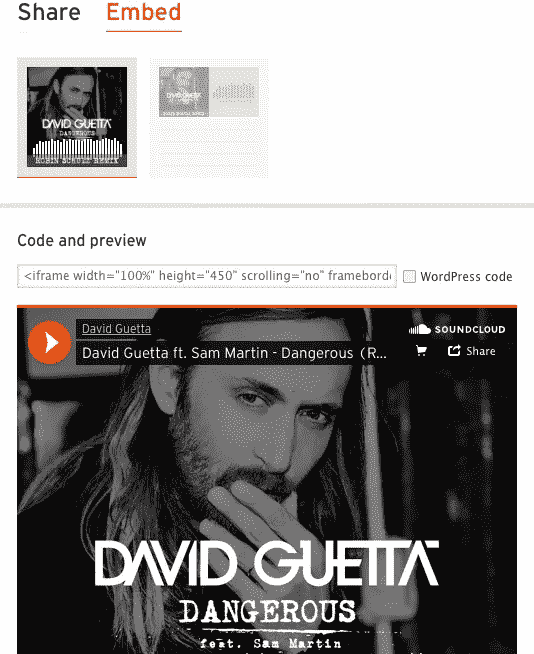 Share Embed
DAVID GUETTA
DANGEROUS
ROBIN SCHULZ REMIX
Code and preview
<iframe width="100%" height="450" scrolling="no" frameborde
WordPress code
David Guetta
SOUNDCLOUD
David Guetta ft. Sam Martin - Dangerous (R...
Share
DAVID GUETTA
DANGEROUS
feat. Sam Martin